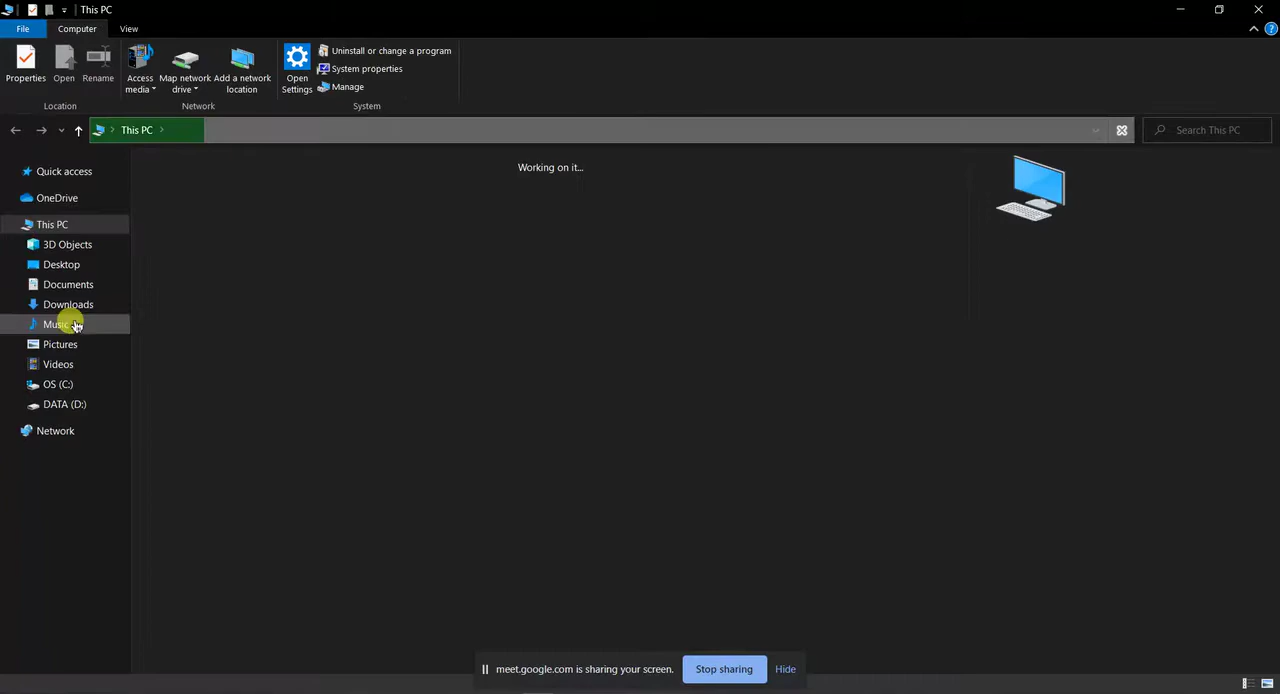 This PC
File
Computer
View
Properties
Open
Rename
Access media
Map network drive
Add a network location
Open Settings
Uninstall or change a program
System properties
Manage
Location
Network
System
This PC
Search This PC
Quick access
OneDrive
This PC
3D Objects
Desktop
Documents
Downloads
Music
Pictures
Videos
OS (C:)
DATA (D:)
Network
Working on it...
meet.google.com is sharing your screen.
Stop sharing
Hide